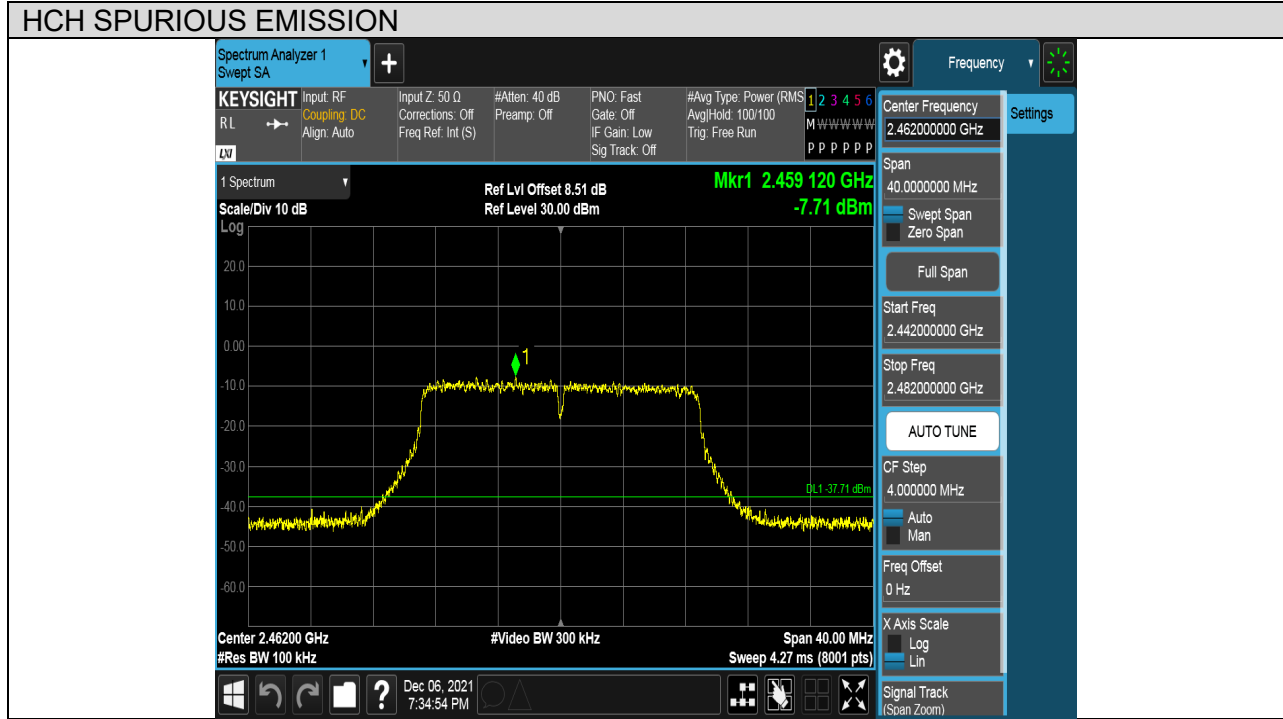 HCH SPURIOUS EMISSION
Spectrum Analyzer 1
Swept SA
+
Frequency
KEYSIGHT
RL
LXI
Input: RF
Coupling: DC
Align: Auto
Input Z: 50 Ω
Corrections: Off
Freq Ref: Int (S)
#Atten: 40 dB
Preamp: Off
PNO: Fast
Gate: Off
IF Gain: Low
Sig Track: Off
#Avg Type: Power (RMS
Avg|Hold: 100/100
Trig: Free Run
1 2 3 4 5 6
M W W W W W
P P P P P P
1 Spectrum
Scale/Div 10 dB
Log
Ref Lvl Offset 8.51 dB
Ref Level 30.00 dBm
Mkr1 2.459 120 GHz
-7.71 dBm
20.0
10.0
0.00
-10.0
-20.0
-30.0
-40.0
-50.0
-60.0
1
DL1 -37.71 dBm
Center 2.46200 GHz
#Res BW 100 kHz
#Video BW 300 kHz
Span 40.00 MHz
Sweep 4.27 ms (8001 pts)
Center Frequency
2.462000000 GHz
Span
40.0000000 MHz
Swept Span
Zero Span
Full Span
Start Freq
2.442000000 GHz
Stop Freq
2.482000000 GHz
AUTO TUNE
CF Step
4.000000 MHz
Auto
Man
Freq Offset
0 Hz
X Axis Scale
Log
Lin
Signal Track
(Span Zoom)
Settings
?
Dec 06, 2021
7:34:54 PM